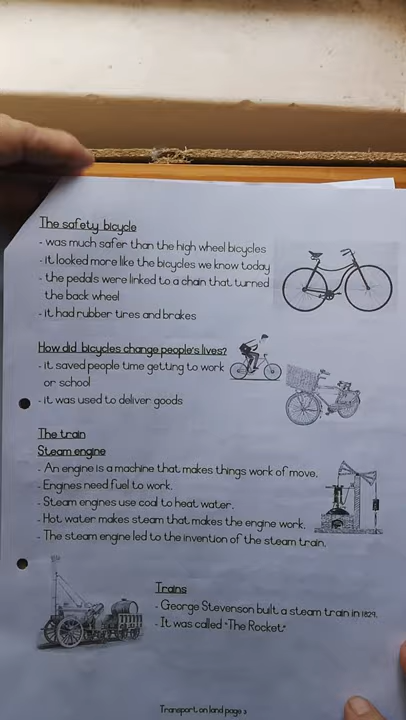 The safety bicycle
- was much safer than the high wheel bicycles
- it looked more like the bicycles we know today
- the pedals were linked to a chain that turned
the back wheel
- it had rubber tires and brakes
How did bicycles change people's lives?
- it saved people time getting to work
or school
- it was used to deliver goods
The train
Steam engine
- An engine is a machine that makes things work of move.
- Engines need fuel to work.
- Steam engines use coal to heat water.
- Hot water makes steam that makes the engine work.
- The steam engine led to the invention of the steam train.
Trains
- George Stevenson built a steam train in 1829.
- It was called "The Rocket"
Transport on land page 2